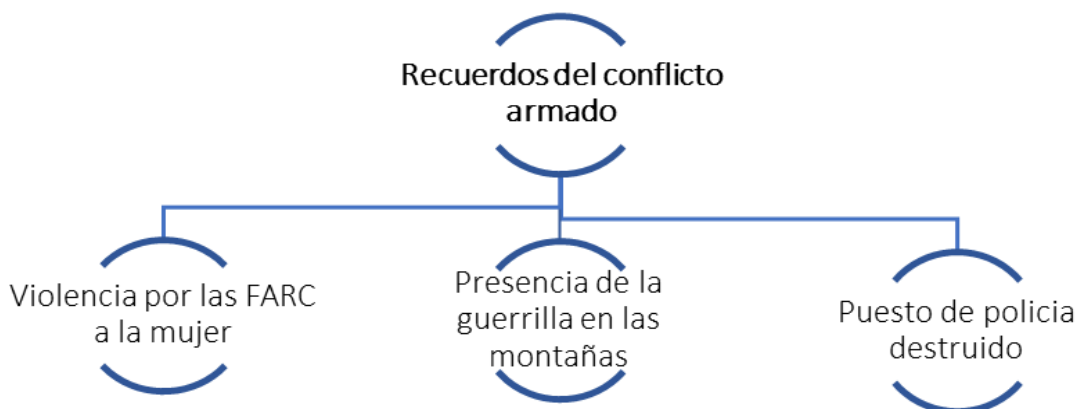 Recuerdos del conflicto
armado
Violencia por las FARC
a la mujer
Presencia de la
guerrilla en las
montañas
Puesto de policia
destruido